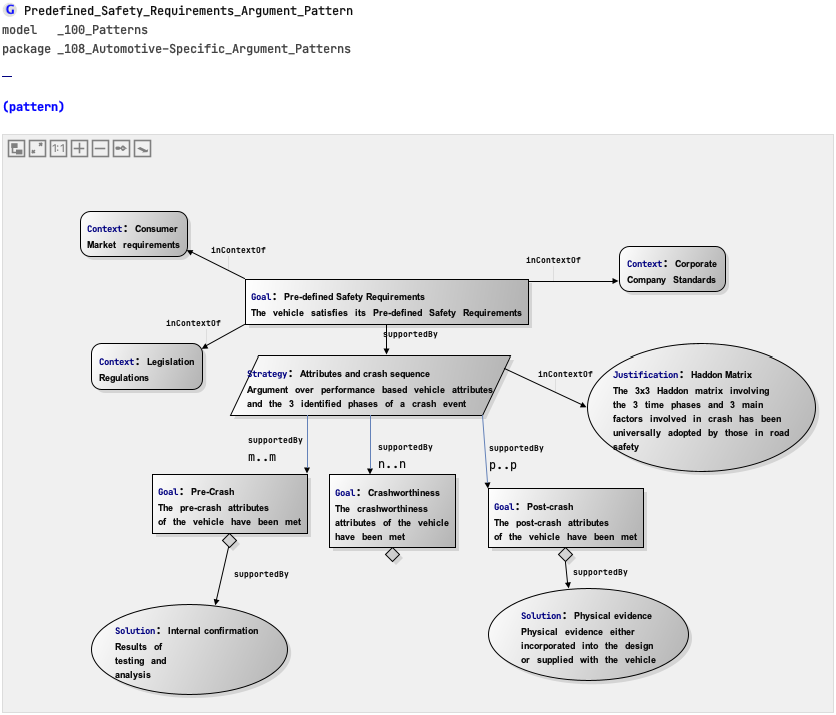 G Predefined_Safety_Requirements_Argument_Pattern
model _100_Patterns
package _108_Automotive-Specific_Argument_Patterns
(pattern)
1:1
Context: Consumer
Market requirements
inContextOf
inContextOf
Context: Corporate
Company Standards
Goal: Pre-defined Safety Requirements
The vehicle satisfies its Pre-defined Safety Requirements
inContextOf
supportedBy
Context: Legislation
Regulations
Strategy: Attributes and crash sequence
Argument over performance based vehicle attributes
and the 3 identified phases of a crash event
inContextOf
Justification: Haddon Matrix
The 3x3 Haddon matrix involving
the 3 time phases and 3 main
factors involved in crash has been
universally adopted by those in road
safety
supportedBy
m..m
supportedBy
n..n
supportedBy
p..p
Goal: Pre-Crash
The pre-crash attributes
of the vehicle have been met
Goal: Crashworthiness
The crashworthiness
attributes of the vehicle
have been met
Goal: Post-crash
The post-crash attributes
of the vehicle have been met
supportedBy
supportedBy
Solution: Internal confirmation
Results of
testing and
analysis
Solution: Physical evidence
Physical evidence either
incorporated into the design
or supplied with the vehicle